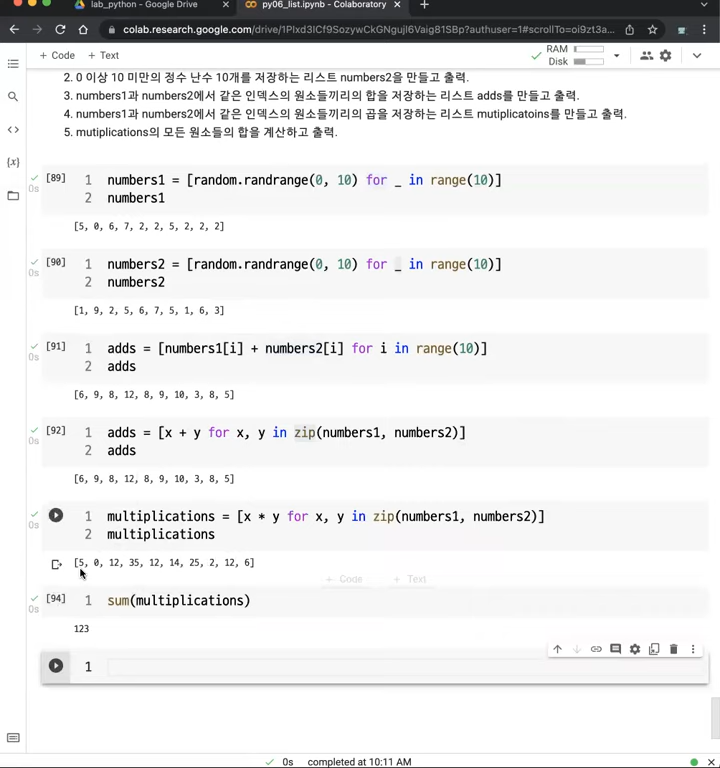 lab_python - Google Drive
py06_list.ipynb - Colaboratory
+ Code + Text
RAM
Disk
2. 0 이상 10 미만의 정수 난수 10개를 저장하는 리스트 numbers2을 만들고 출력.
3. numbers1과 numbers2에서 같은 인덱스의 원소들끼리의 합을 저장하는 리스트 adds를 만들고 출력.
4. numbers1과 numbers2에서 같은 인덱스의 원소들끼리의 곱을 저장하는 리스트 mutiplicatoins를 만들고 출력.
5. mutiplications의 모든 원소들의 합을 계산하고 출력.
[89] 1 numbers1 = [random.randrange(0, 10) for _ in range(10)]
0s 2 numbers1
[5, 0, 6, 7, 2, 2, 5, 2, 2, 2]
[90] 1 numbers2 = [random.randrange(0, 10) for _ in range(10)]
0s 2 numbers2
[1, 9, 2, 5, 6, 7, 5, 1, 6, 3]
[91] 1 adds = [numbers1[i] + numbers2[i] for i in range(10)]
0s 2 adds
[6, 9, 8, 12, 8, 9, 10, 3, 8, 5]
[92] 1 adds = [x + y for x, y in zip(numbers1, numbers2)]
0s 2 adds
[6, 9, 8, 12, 8, 9, 10, 3, 8, 5]
1 multiplications = [x * y for x, y in zip(numbers1, numbers2)]
0s 2 multiplications
[5, 0, 12, 35, 12, 14, 25, 2, 12, 6]
+ Code + Text
[94] 1 sum(multiplications)
0s
123
1
0s completed at 10:11 AM